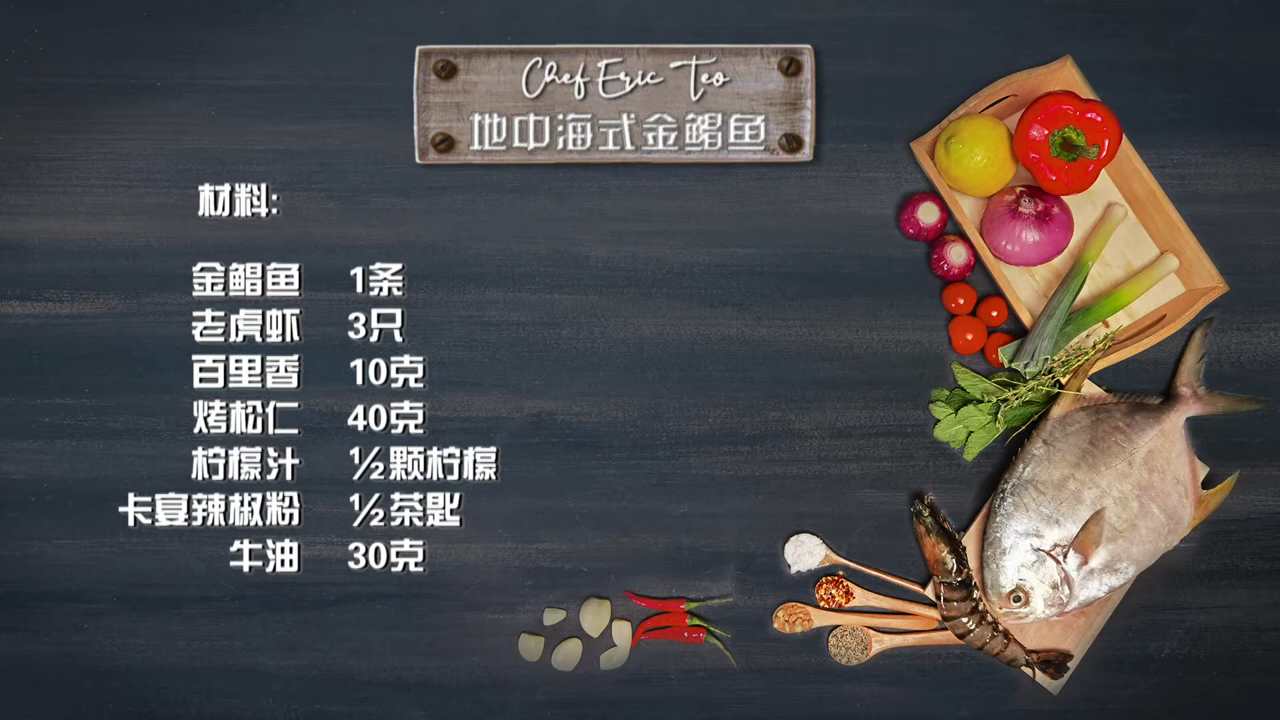 Chef Eric Teo
地中海式金鲳鱼
材料:
金鲳鱼 1条
老虎虾 3只
百里香 10克
烤松仁 40克
柠檬汁 ½颗柠檬
卡宴辣椒粉 ½茶匙
牛油 30克